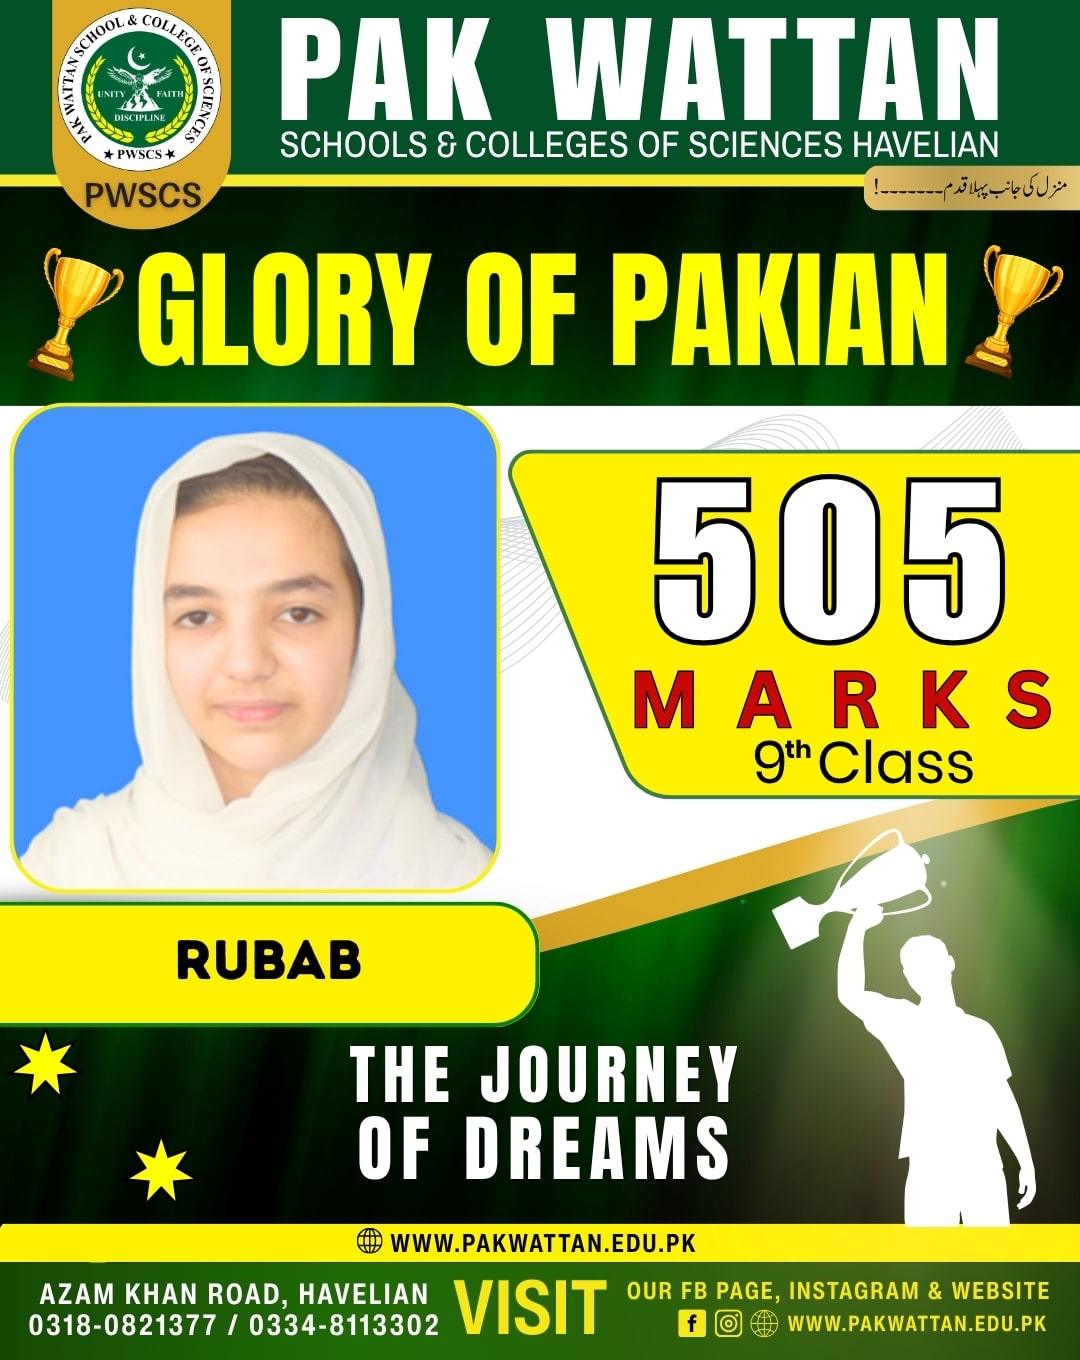 PAK WATTAN SCHOOL & COLLEGE OF SCIENCES
UNITY FAITH
DISCIPLINE
★ PWSCS ★
PWSCS
PAK WATTAN
SCHOOLS & COLLEGES OF SCIENCES HAVELIAN
منزل کی جانب پہلا قدم-------!
GLORY OF PAKIAN
505
MARKS
9th Class
RUBAB
THE JOURNEY
OF DREAMS
WWW.PAKWATTAN.EDU.PK
AZAM KHAN ROAD, HAVELIAN
0318-0821377 / 0334-8113302
VISIT
OUR FB PAGE, INSTAGRAM & WEBSITE
WWW.PAKWATTAN.EDU.PK